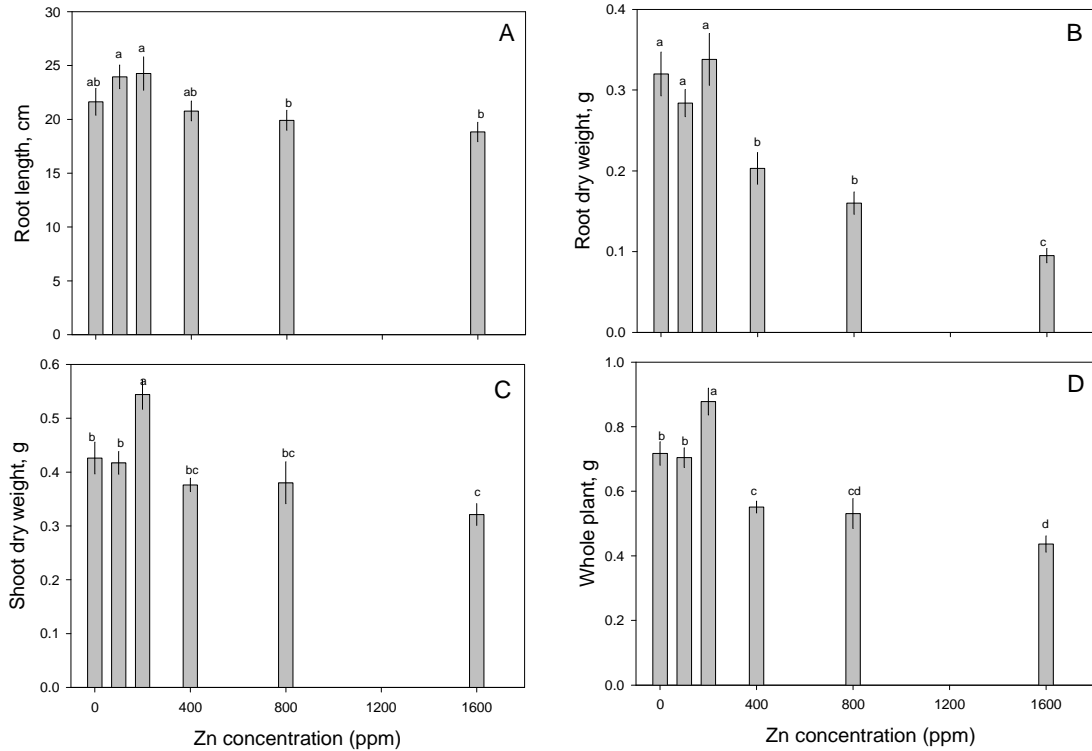 A
30
25
20
15
10
5
0
Root length, cm
ab
a
a
ab
b
b
B
0.4
0.3
0.2
0.1
0.0
Root dry weight, g
a
a
a
b
b
c
C
0.6
0.5
0.4
0.3
0.2
0.1
0.0
Shoot dry weight, g
b
b
a
bc
bc
c
0 400 800 1200 1600
Zn concentration (ppm)
D
1.0
0.8
0.6
0.4
0.2
0.0
Whole plant, g
b
b
a
c
cd
d
0 400 800 1200 1600
Zn concentration (ppm)